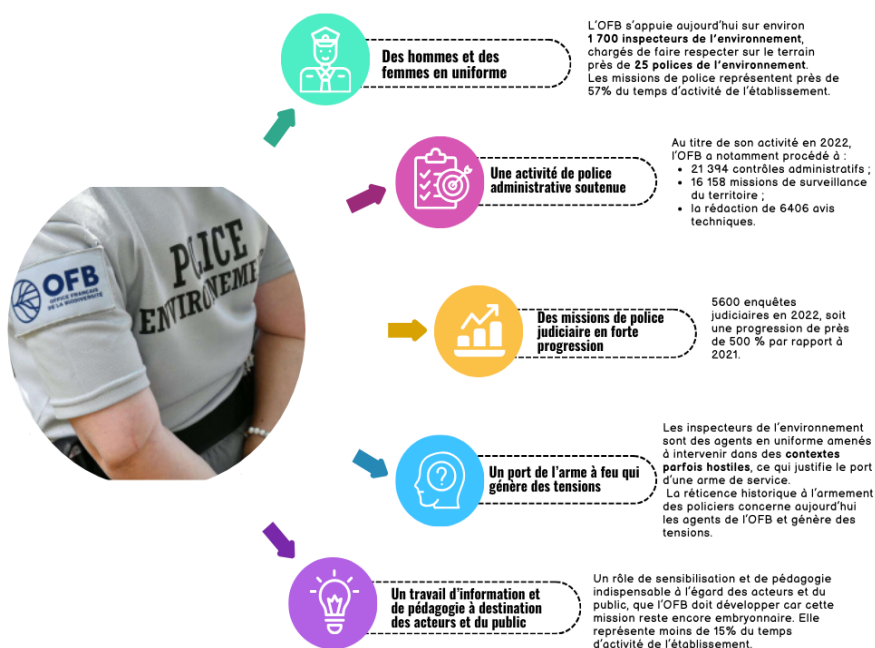 L'OFB s'appuie aujourd'hui sur environ
1 700 inspecteurs de l'environnement,
chargés de faire respecter sur le terrain
près de 25 polices de l'environnement.
Les missions de police représentent près de
57% du temps d'activité de l'établissement.
Des hommes et des
femmes en uniforme
Au titre de son activité en 2022,
l'OFB a notamment procédé à :
• 21 394 contrôles administratifs ;
• 16 158 missions de surveillance
du territoire ;
• la rédaction de 6406 avis
techniques.
Une activité de police
administrative soutenue
POLICE
ENVIRONEME
OFB
OFFICE FRANÇAIS
DE LA BIODIVERSITÉ
5600 enquêtes
judiciaires en 2022, soit
une progression de près
de 500 % par rapport à
2021.
Des missions de police
judiciaire en forte
progression
Les inspecteurs de l'environnement
sont des agents en uniforme amenés
à intervenir dans des contextes
parfois hostiles, ce qui justifie le port
d'une arme de service.
La réticence historique à l'armement
des policiers concerne aujourd'hui
les agents de l'OFB et génère des
tensions.
Un port de l'arme à feu qui
génère des tensions
Un travail d'information et
de pédagogie à destination
des acteurs et du public
Un rôle de sensibilisation et de pédagogie
indispensable à l'égard des acteurs et du
public, que l'OFB doit développer car cette
mission reste encore embryonnaire. Elle
représente moins de 15% du temps
d'activité de l'établissement.